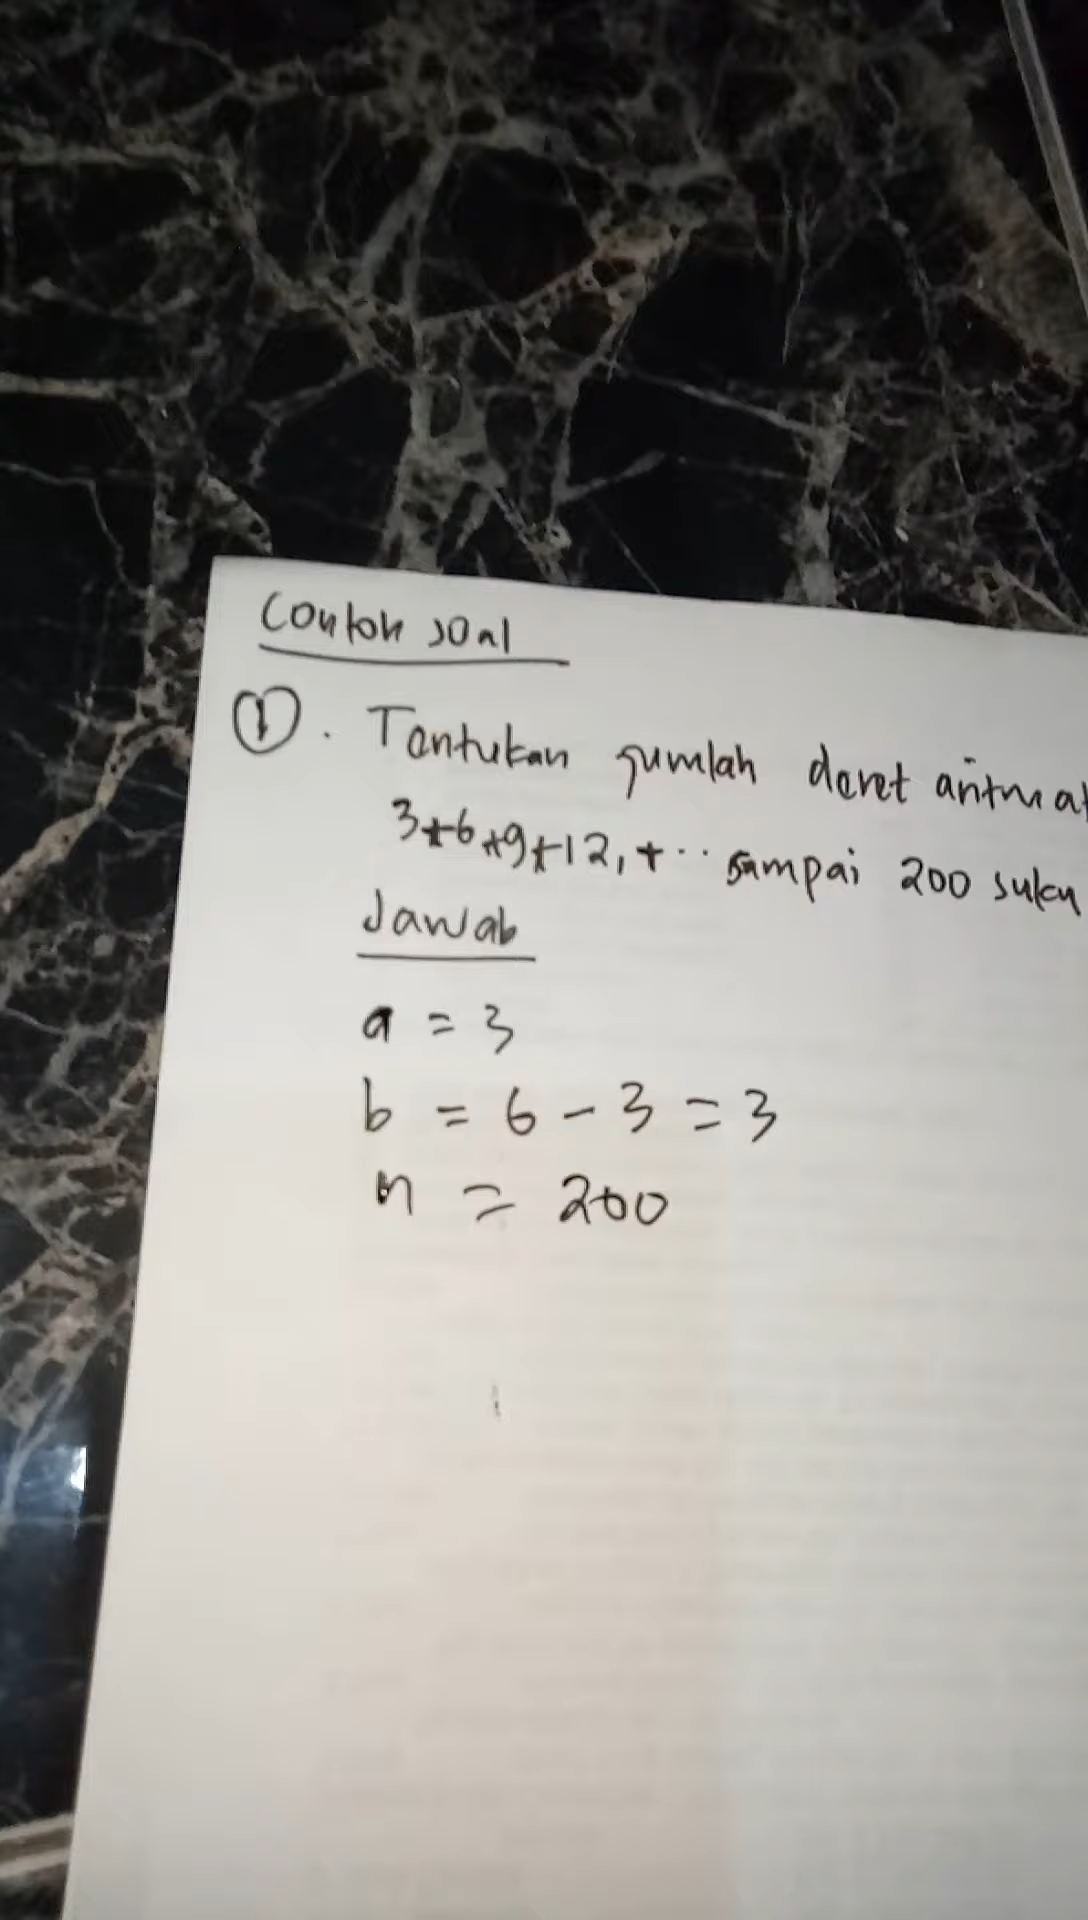 Contoh soal
① . Tentukan jumlah deret aritmat
3+6+9+12,+.. sampai 200 suku
Jawab
a = 3
b = 6 - 3 = 3
n = 200